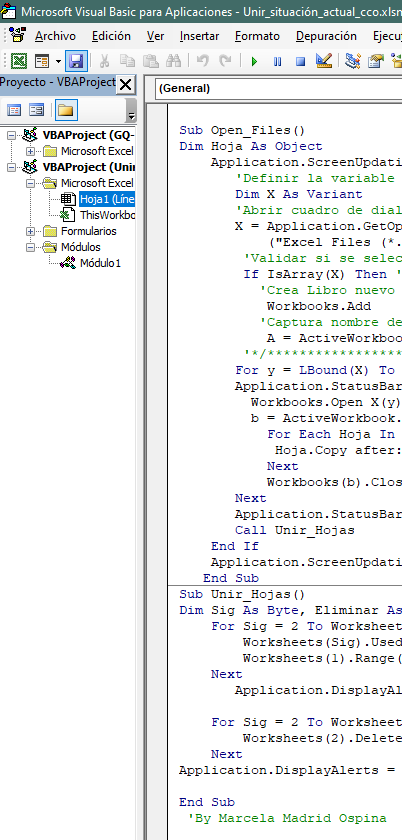 Microsoft Visual Basic para Aplicaciones - Unir_situación_actual_cco.xlsm
Archivo Edición Ver Insertar Formato Depuración Ejecu
Proyecto - VBAProject
VBAProject (GQ-
Microsoft Excel
VBAProject (Unir
Microsoft Excel
Hoja1 (Líne
ThisWorkbo
Formularios
Módulos
Módulo1
(General)
Sub Open_Files()
Dim Hoja As Object
Application.ScreenUpdati
'Definir la variable
Dim X As Variant
'Abrir cuadro de dial
X = Application.GetOp
("Excel Files (*.
'Validar si se selec
If IsArray(X) Then '
'Crea Libro nuevo
Workbooks.Add
'Captura nombre de
A = ActiveWorkboo
'*/*****************
For y = LBound(X) To
Application.StatusBar
Workbooks.Open X(y)
b = ActiveWorkbook.
For Each Hoja In
Hoja.Copy after:
Next
Workbooks(b).Clos
Next
Application.StatusBar
Call Unir_Hojas
End If
Application.ScreenUpdati
End Sub
Sub Unir_Hojas()
Dim Sig As Byte, Eliminar As
For Sig = 2 To Worksheet
Worksheets(Sig).Used
Worksheets(1).Range(
Next
Application.DisplayAl
For Sig = 2 To Worksheet
Worksheets(2).Delete
Next
Application.DisplayAlerts =
End Sub
'By Marcela Madrid Ospina